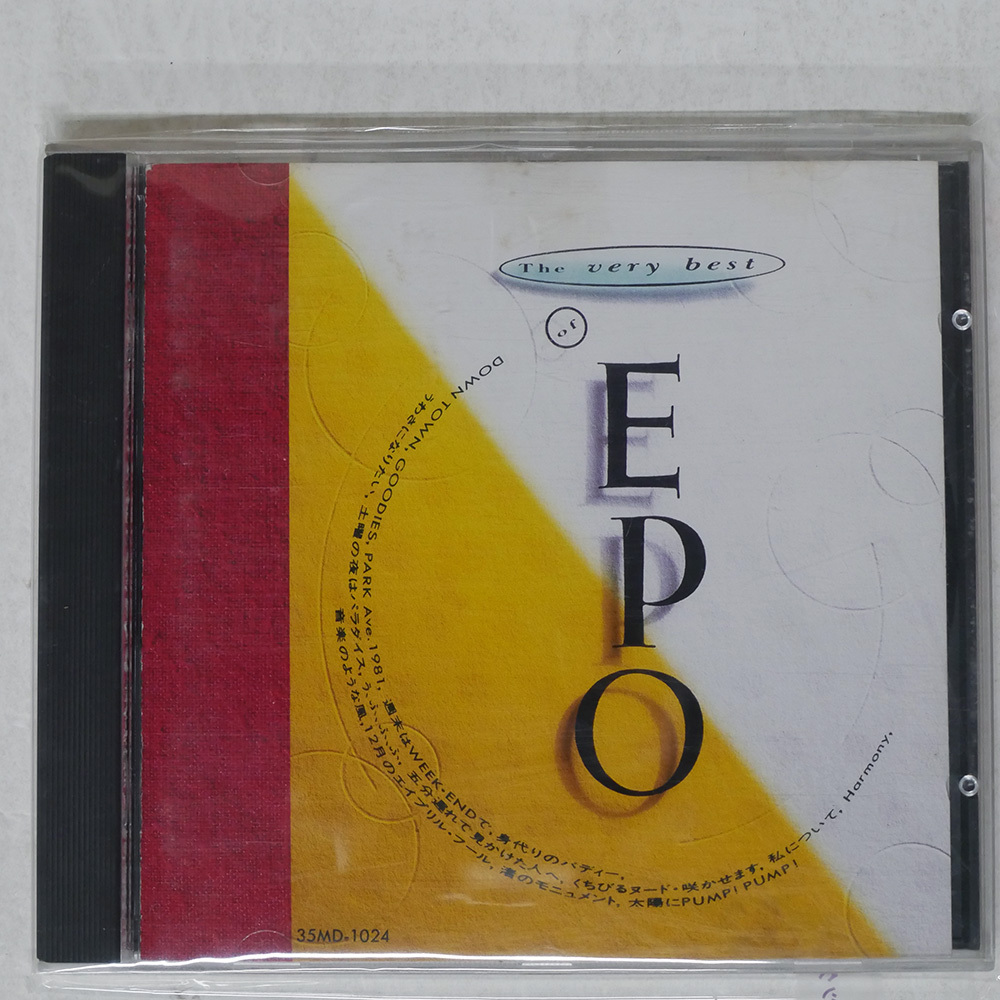 The very best
of
EPO
DOWN TOWN, GOODIES, PARK Ave.1981, 週末はWEEK-ENDで, 身代りのバディー,
うわさになりたい, 土曜の夜はパラダイス, う、ふ、ふ、ふ, 五分遅れて見かけた人へ, くちびるヌード・咲かせます, 私について, Harmony,
音楽のような風, 12月のエイプリル・フール, 渚のモニュメント, 太陽にPUMP! PUMP!
35MD-1024